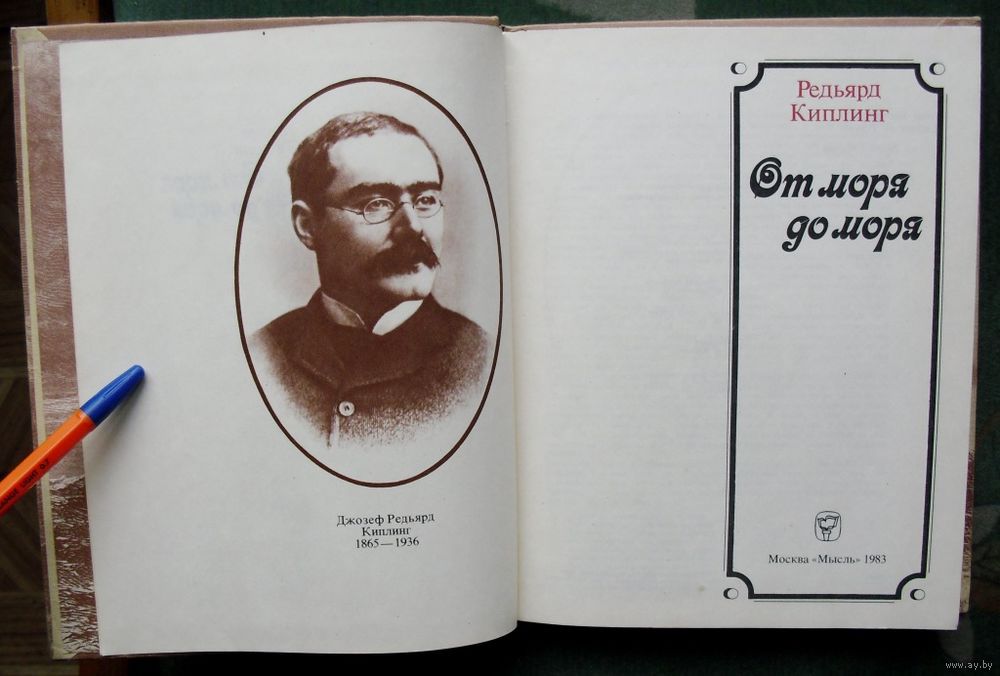 Джозеф Редьярд
Киплинг
1865—1936
Редьярд
Киплинг
От моря
до моря
Москва «Мысль» 1983
www.ay.by